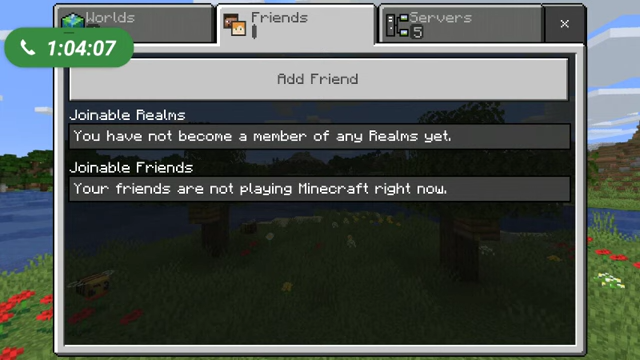 Worlds
Friends
Servers
5
1:04:07
Add Friend
Joinable Realms
You have not become a member of any Realms yet.
Joinable Friends
Your friends are not playing Minecraft right now.